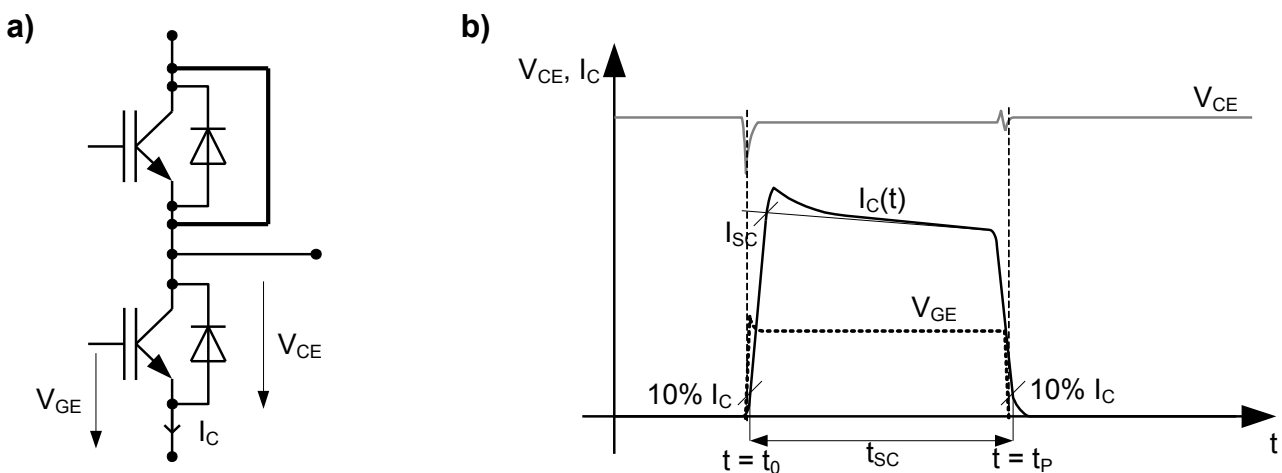 a)
V_GE
V_CE
I_C
b)
V_CE, I_C
V_CE
I_C(t)
I_SC
V_GE
10% I_C
10% I_C
t_SC
t
t = t_0
t = t_P